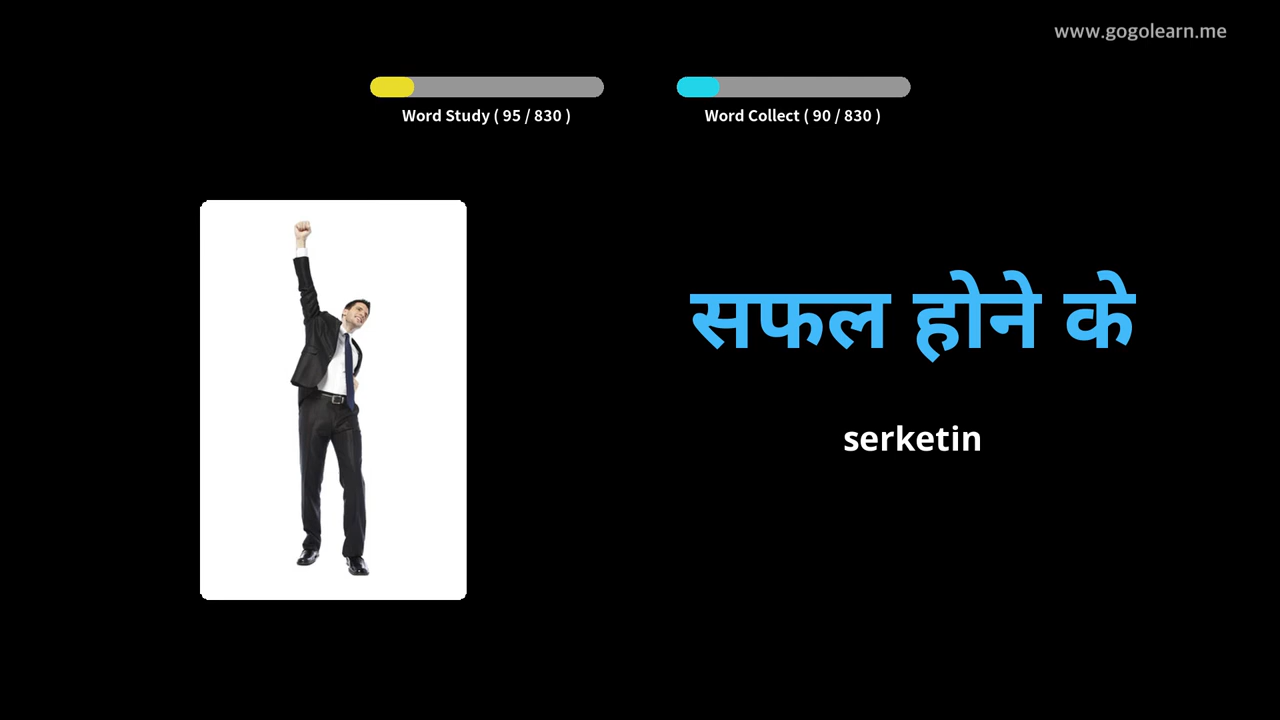 www.gogolearn.me
Word Study ( 95 / 830 )
Word Collect ( 90 / 830 )
सफल होने के
serketin